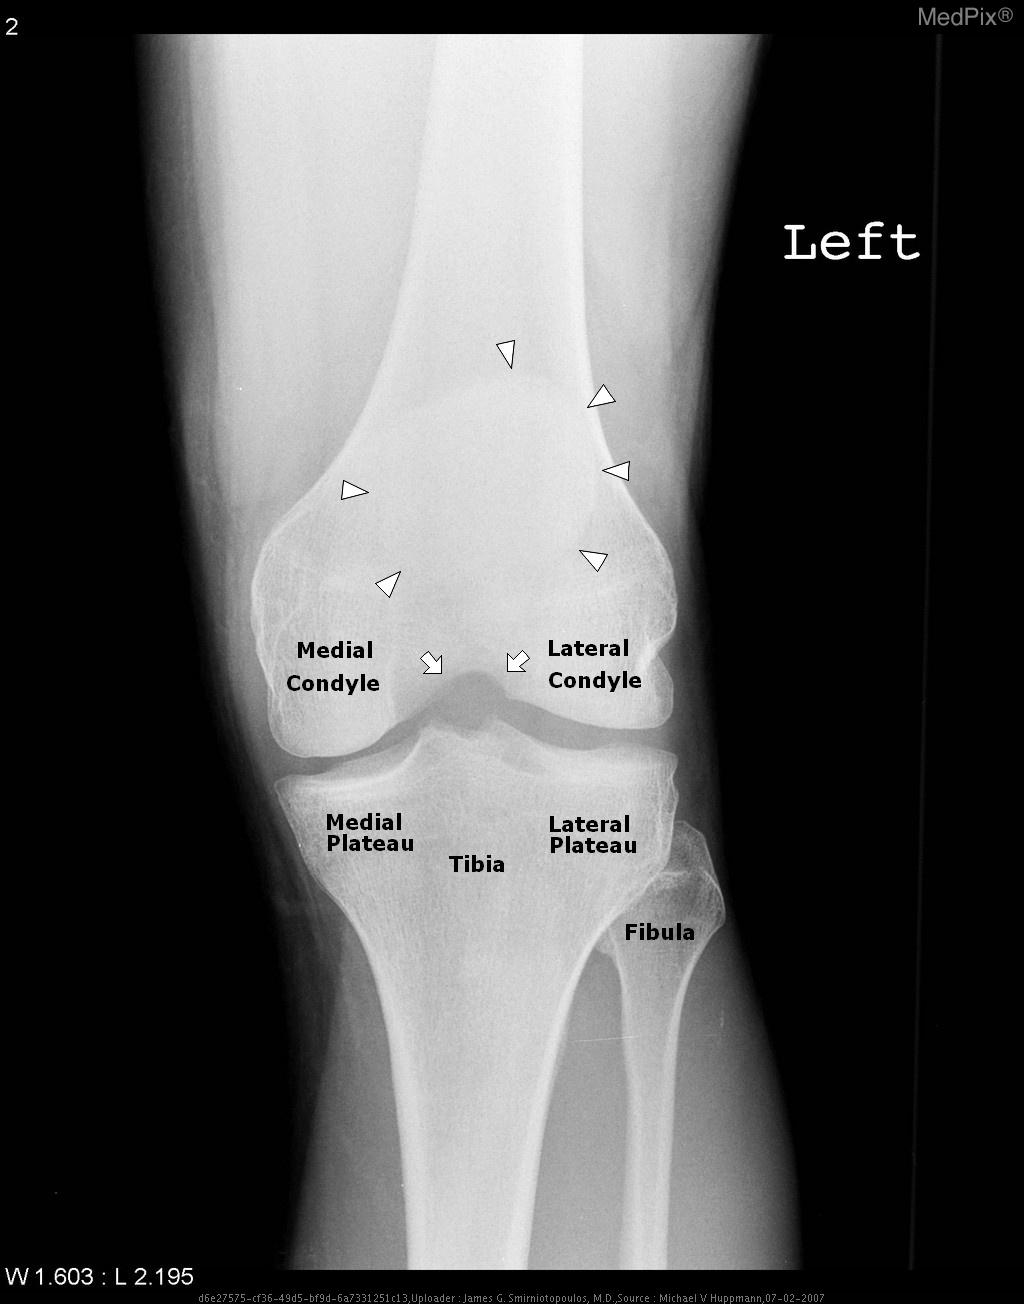 MedPix®
2
Left
Medial
Condyle
Lateral
Condyle
Medial
Plateau
Lateral
Plateau
Tibia
Fibula
W 1.603 : L 2.195
d6e27575-cf36-49d5-bf9d-6a7331251c13,Uploader : James G. Smirniotopoulos, M.D.,Source : Michael V Huppmann,07-02-2007